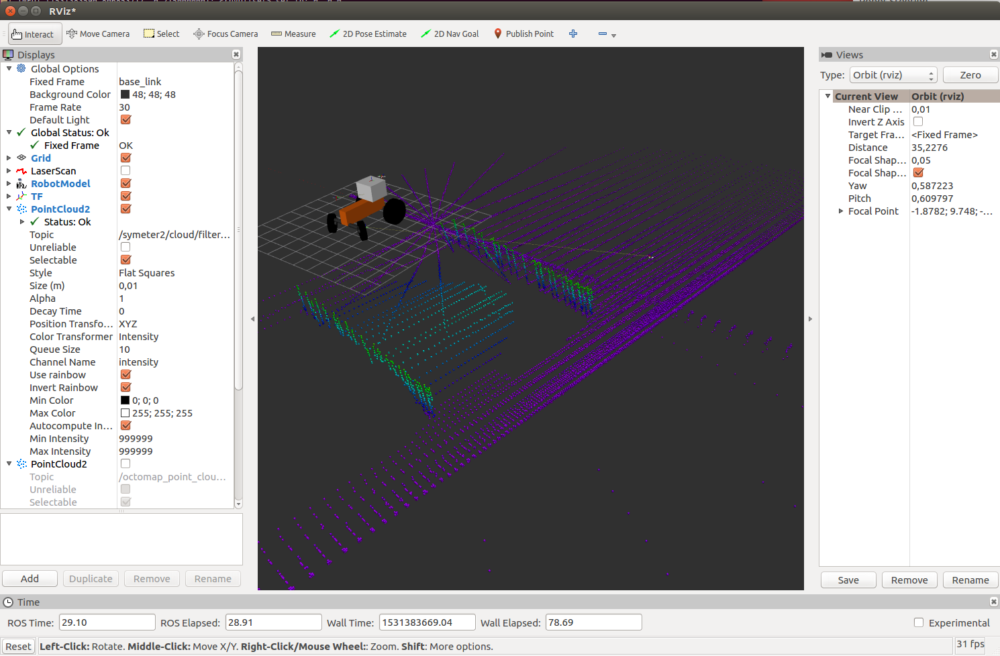 RViz*
Interact Move Camera Select Focus Camera Measure 2D Pose Estimate 2D Nav Goal Publish Point
Displays
Global Options
Fixed Frame base_link
Background Color 48; 48; 48
Frame Rate 30
Default Light
Global Status: Ok
Fixed Frame OK
Grid
LaserScan
RobotModel
TF
PointCloud2
Status: Ok
Topic /symeter2/cloud/filter...
Unreliable
Selectable
Style Flat Squares
Size (m) 0,01
Alpha 1
Decay Time 0
Position Transfo... XYZ
Color Transformer Intensity
Queue Size 10
Channel Name intensity
Use rainbow
Invert Rainbow
Min Color 0; 0; 0
Max Color 255; 255; 255
Autocompute In...
Min Intensity 999999
Max Intensity 999999
PointCloud2
Topic /octomap_point_clou...
Unreliable
Selectable
Add Duplicate Remove Rename
Views
Type: Orbit (rviz) Zero
Current View Orbit (rviz)
Near Clip ... 0,01
Invert Z Axis
Target Fra... <Fixed Frame>
Distance 35,2276
Focal Shap... 0,05
Focal Shap...
Yaw 0,587223
Pitch 0,609797
Focal Point -1.8782; 9.748; -...
Save Remove Rename
Time
ROS Time: 29.10 ROS Elapsed: 28.91 Wall Time: 1531383669.04 Wall Elapsed: 78.69 Experimental
Reset Left-Click: Rotate. Middle-Click: Move X/Y. Right-Click/Mouse Wheel:: Zoom. Shift: More options. 31 fps